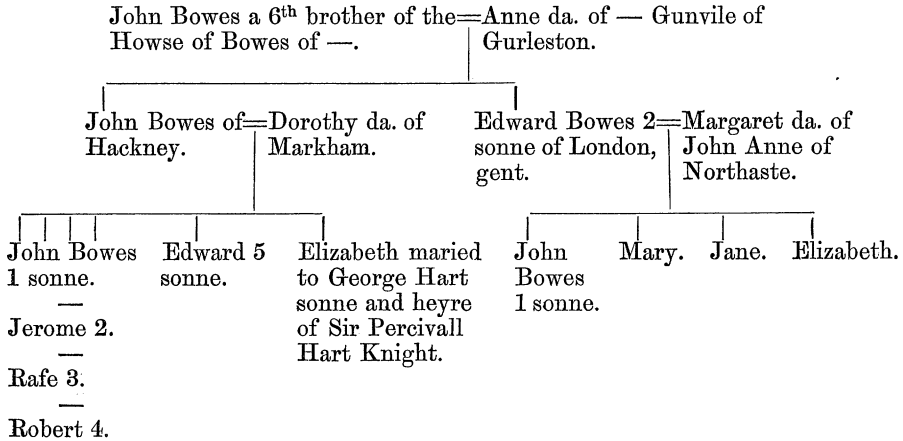 John Bowes a 6th brother of the=Anne da. of — Gunvile of
Howse of Bowes of —. Gurleston.
John Bowes of=Dorothy da. of
Hackney. Markham.
Edward Bowes 2=Margaret da. of
sonne of London, John Anne of
gent. Northaste.
John Bowes
1 sonne.
—
Jerome 2.
—
Rafe 3.
—
Robert 4.
Edward 5
sonne.
Elizabeth maried
to George Hart
sonne and heyre
of Sir Percivall
Hart Knight.
John
Bowes
1 sonne.
Mary.
Jane.
Elizabeth.